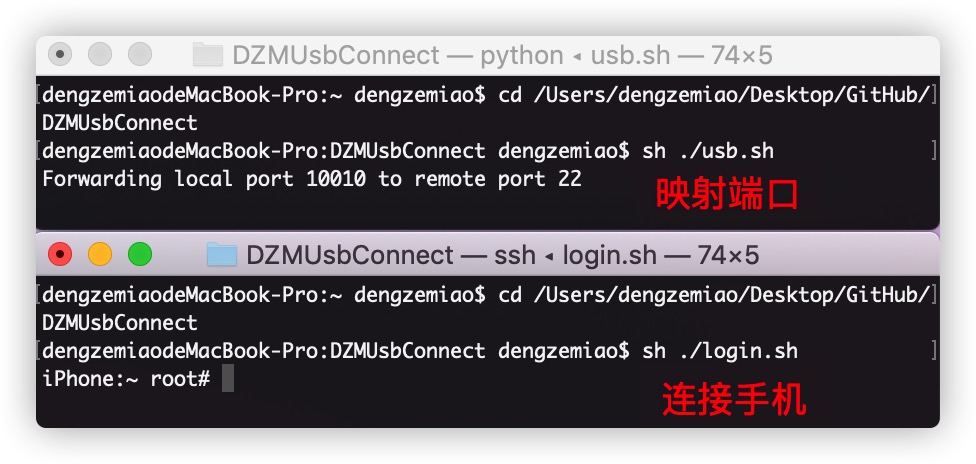 DZMUsbConnect — python ◂ usb.sh — 74×5
[dengzemiaodeMacBook-Pro:~ dengzemiao$ cd /Users/dengzemiao/Desktop/GitHub/]
DZMUsbConnect
[dengzemiaodeMacBook-Pro:DZMUsbConnect dengzemiao$ sh ./usb.sh ]
Forwarding local port 10010 to remote port 22
映射端口
DZMUsbConnect — ssh ◂ login.sh — 74×5
[dengzemiaodeMacBook-Pro:~ dengzemiao$ cd /Users/dengzemiao/Desktop/GitHub/]
DZMUsbConnect
[dengzemiaodeMacBook-Pro:DZMUsbConnect dengzemiao$ sh ./login.sh ]
iPhone:~ root#
连接手机